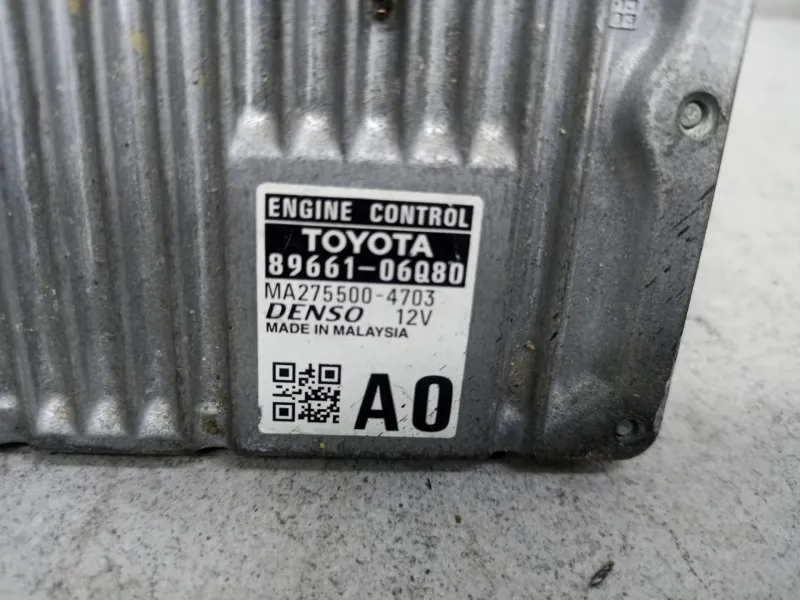 ENGINE CONTROL
TOYOTA
89661-06Q80
MA275500-4703
DENSO 12V
MADE IN MALAYSIA
A0